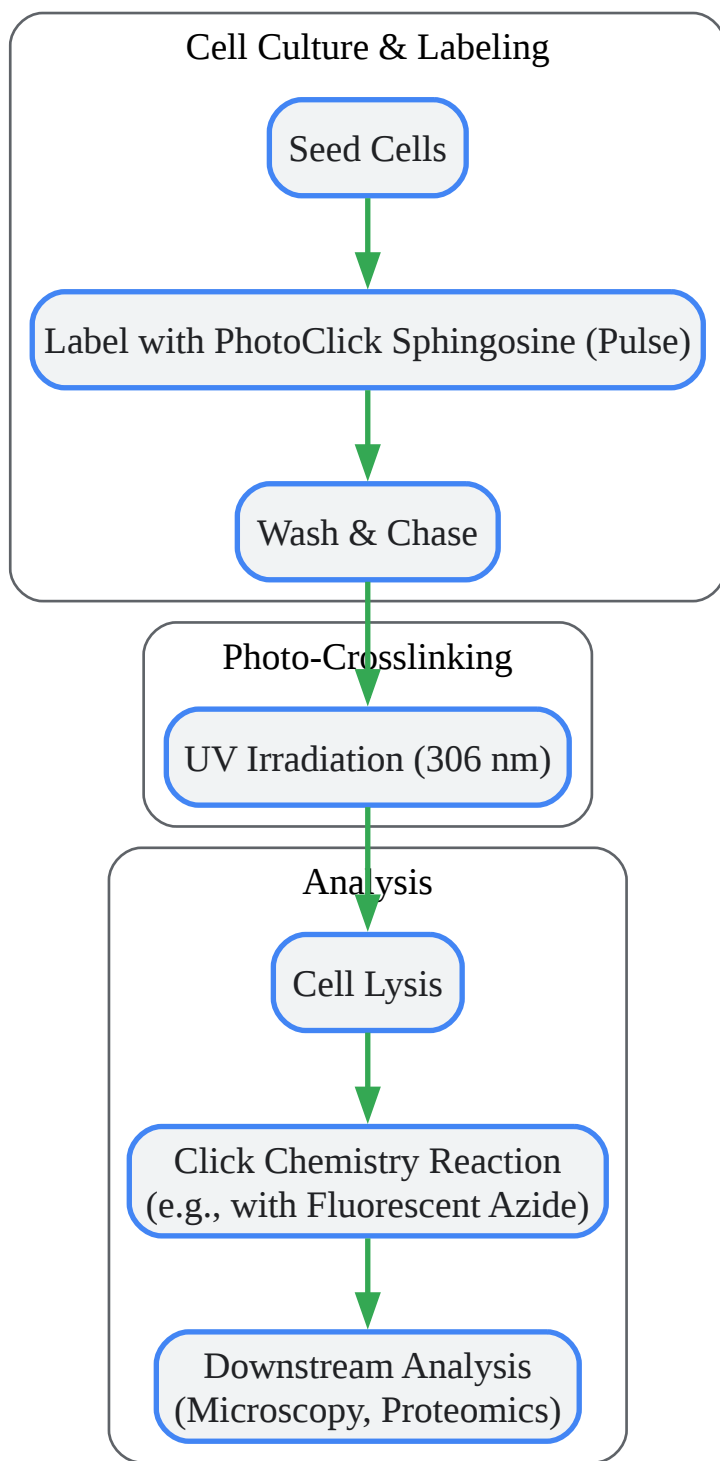 Cell Culture & Labeling
Seed Cells
Label with PhotoClick Sphingosine (Pulse)
Wash & Chase
Photo-Crosslinking
UV Irradiation (306 nm)
Analysis
Cell Lysis
Click Chemistry Reaction
(e.g., with Fluorescent Azide)
Downstream Analysis
(Microscopy, Proteomics)